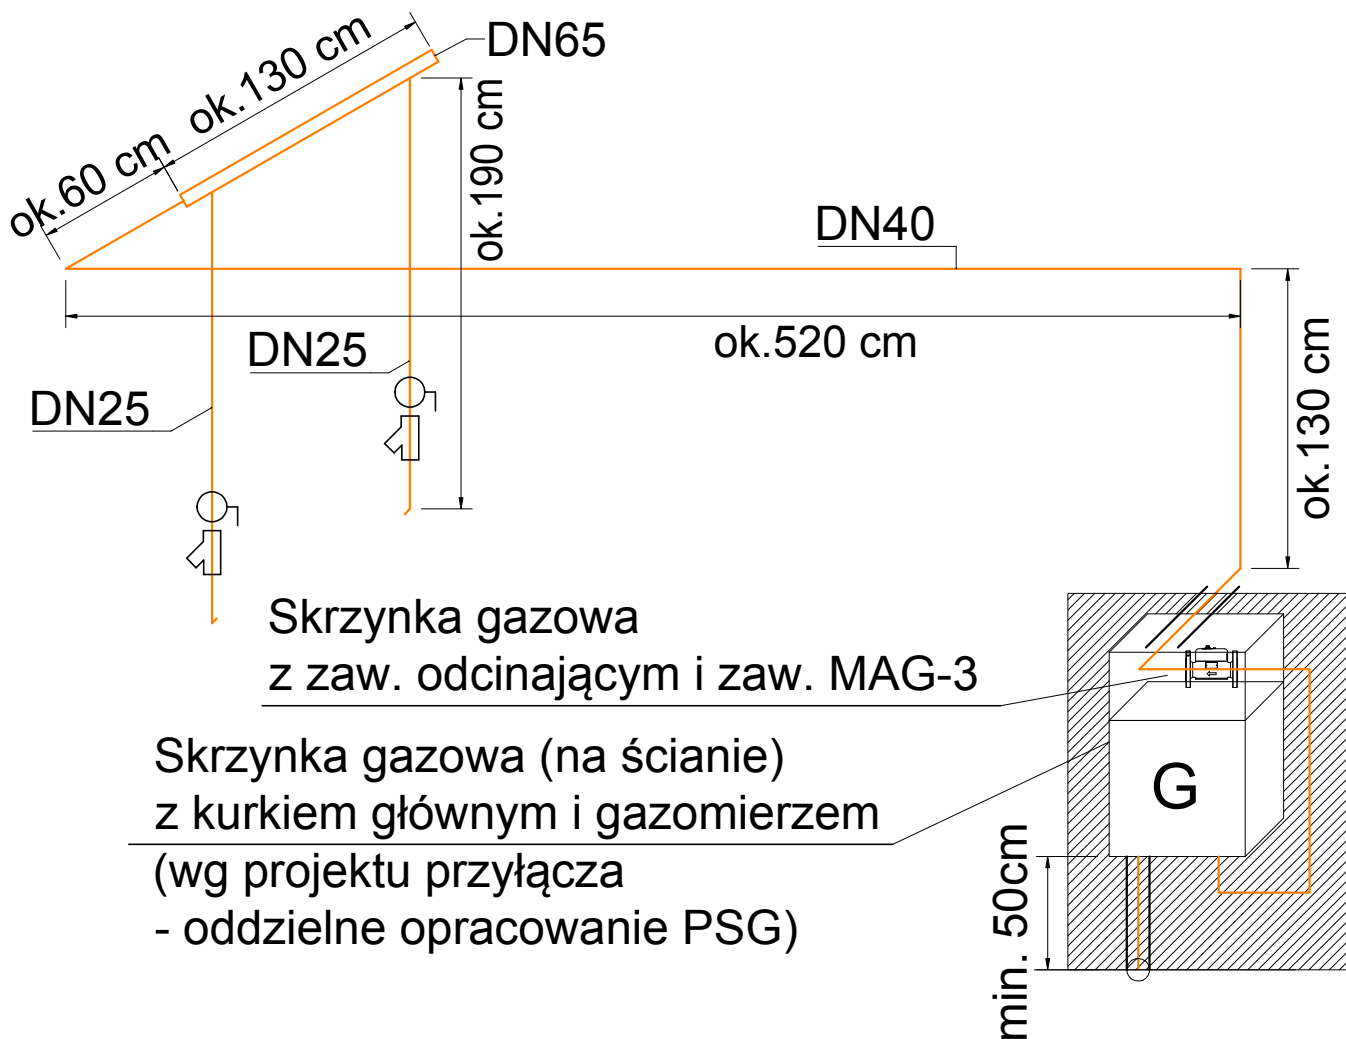 DN65
ok.130 cm
ok.60 cm
ok.190 cm
DN40
ok.520 cm
DN25
DN25
ok.130 cm
Skrzynka gazowa
z zaw. odcinającym i zaw. MAG-3
Skrzynka gazowa (na ścianie)
z kurkiem głównym i gazomierzem
(wg projektu przyłącza
- oddzielne opracowanie PSG)
G
min. 50cm